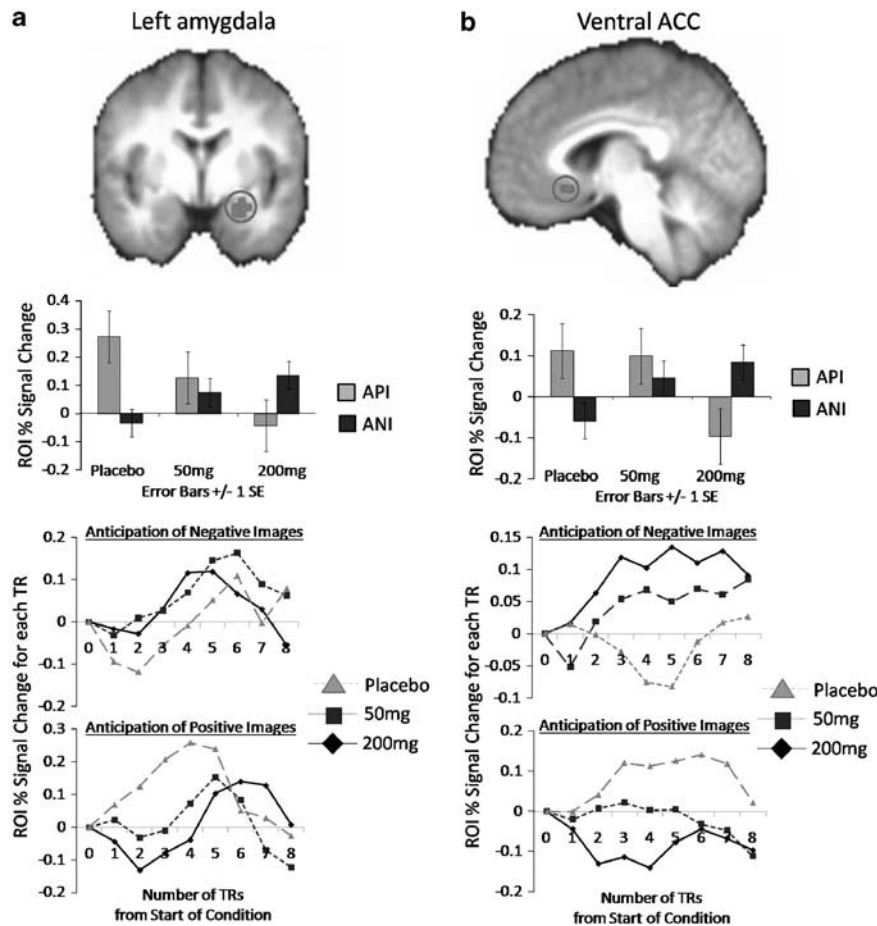 a
Left amygdala
b
Ventral ACC
ROI % Signal Change
0.4
0.3
0.2
0.1
0
-0.1
-0.2
Placebo 50mg 200mg
Error Bars +/- 1 SE
API
ANI
ROI % Signal Change
0.2
0.1
0
-0.1
-0.2
Placebo 50mg 200mg
Error Bars +/- 1 SE
API
ANI
ROI % Signal Change for each TR
Anticipation of Negative Images
0.2
0.1
0
-0.1
-0.2
0 1 2 3 4 5 6 7 8
Anticipation of Positive Images
0.3
0.2
0.1
0
-0.1
-0.2
0 1 2 3 4 5 6 7 8
Number of TRs
from Start of Condition
Placebo
50mg
200mg
ROI % Signal Change for each TR
Anticipation of Negative Images
0.15
0.1
0.05
0
-0.05
-0.1
0 1 2 3 4 5 6 7 8
Anticipation of Positive Images
0.2
0.1
0
-0.1
-0.2
0 1 2 3 4 5 6 7 8
Number of TRs
from Start of Condition
Placebo
50mg
200mg